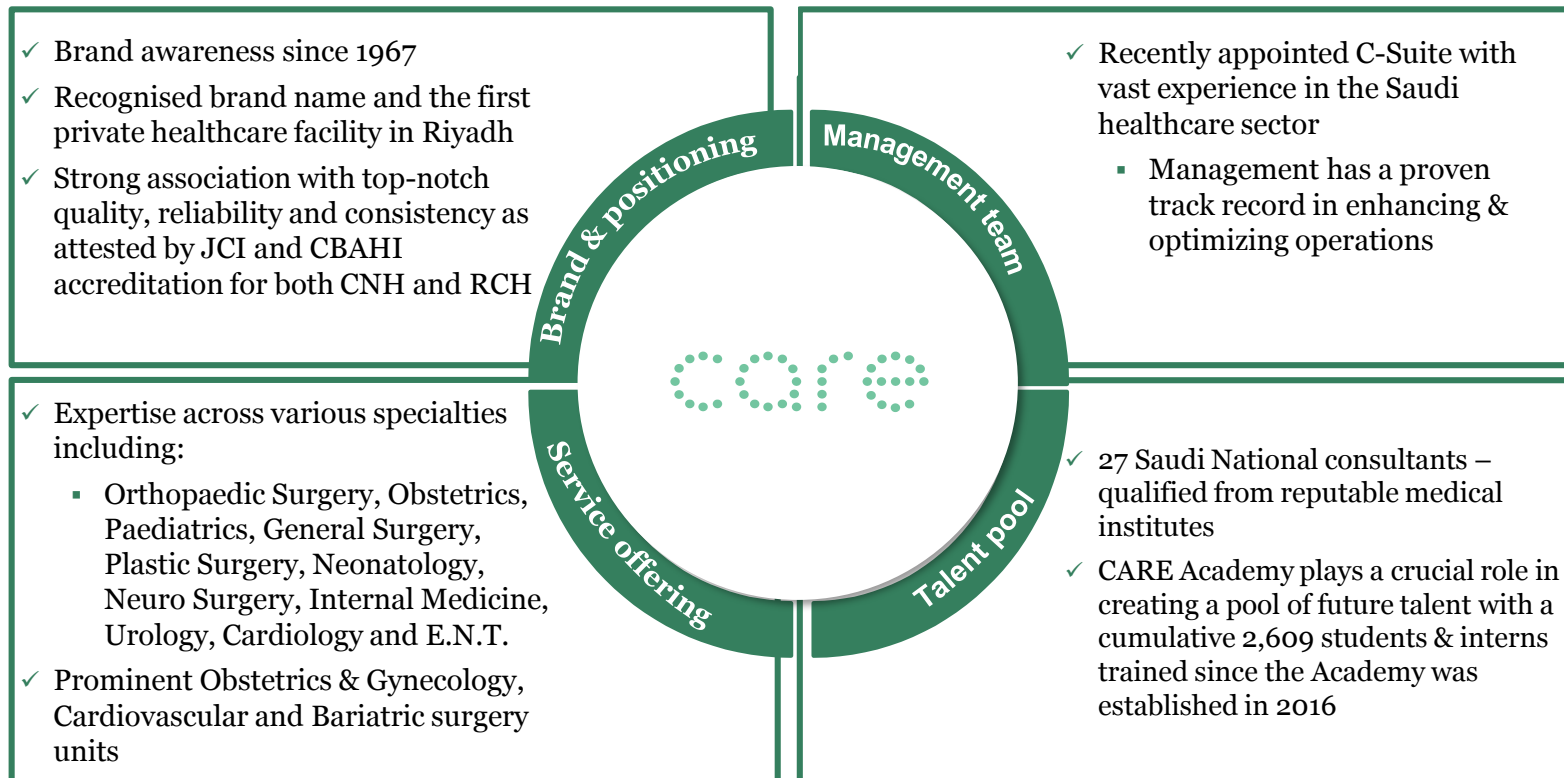 Brand awareness since 1967
Recognised brand name and the first
private healthcare facility in Riyadh
Strong association with top-notch
quality, reliability and consistency as
attested by JCI and CBAHI
accreditation for both CNH and RCH
Brand & positioning
Management team
Recently appointed C-Suite with
vast experience in the Saudi
healthcare sector
Management has a proven
track record in enhancing &
optimizing operations
care
Expertise across various specialties
including:
Orthopaedic Surgery, Obstetrics,
Paediatrics, General Surgery,
Plastic Surgery, Neonatology,
Neuro Surgery, Internal Medicine,
Urology, Cardiology and E.N.T.
Prominent Obstetrics & Gynecology,
Cardiovascular and Bariatric surgery
units
Service offering
Talent pool
27 Saudi National consultants –
qualified from reputable medical
institutes
CARE Academy plays a crucial role in
creating a pool of future talent with a
cumulative 2,609 students & interns
trained since the Academy was
established in 2016